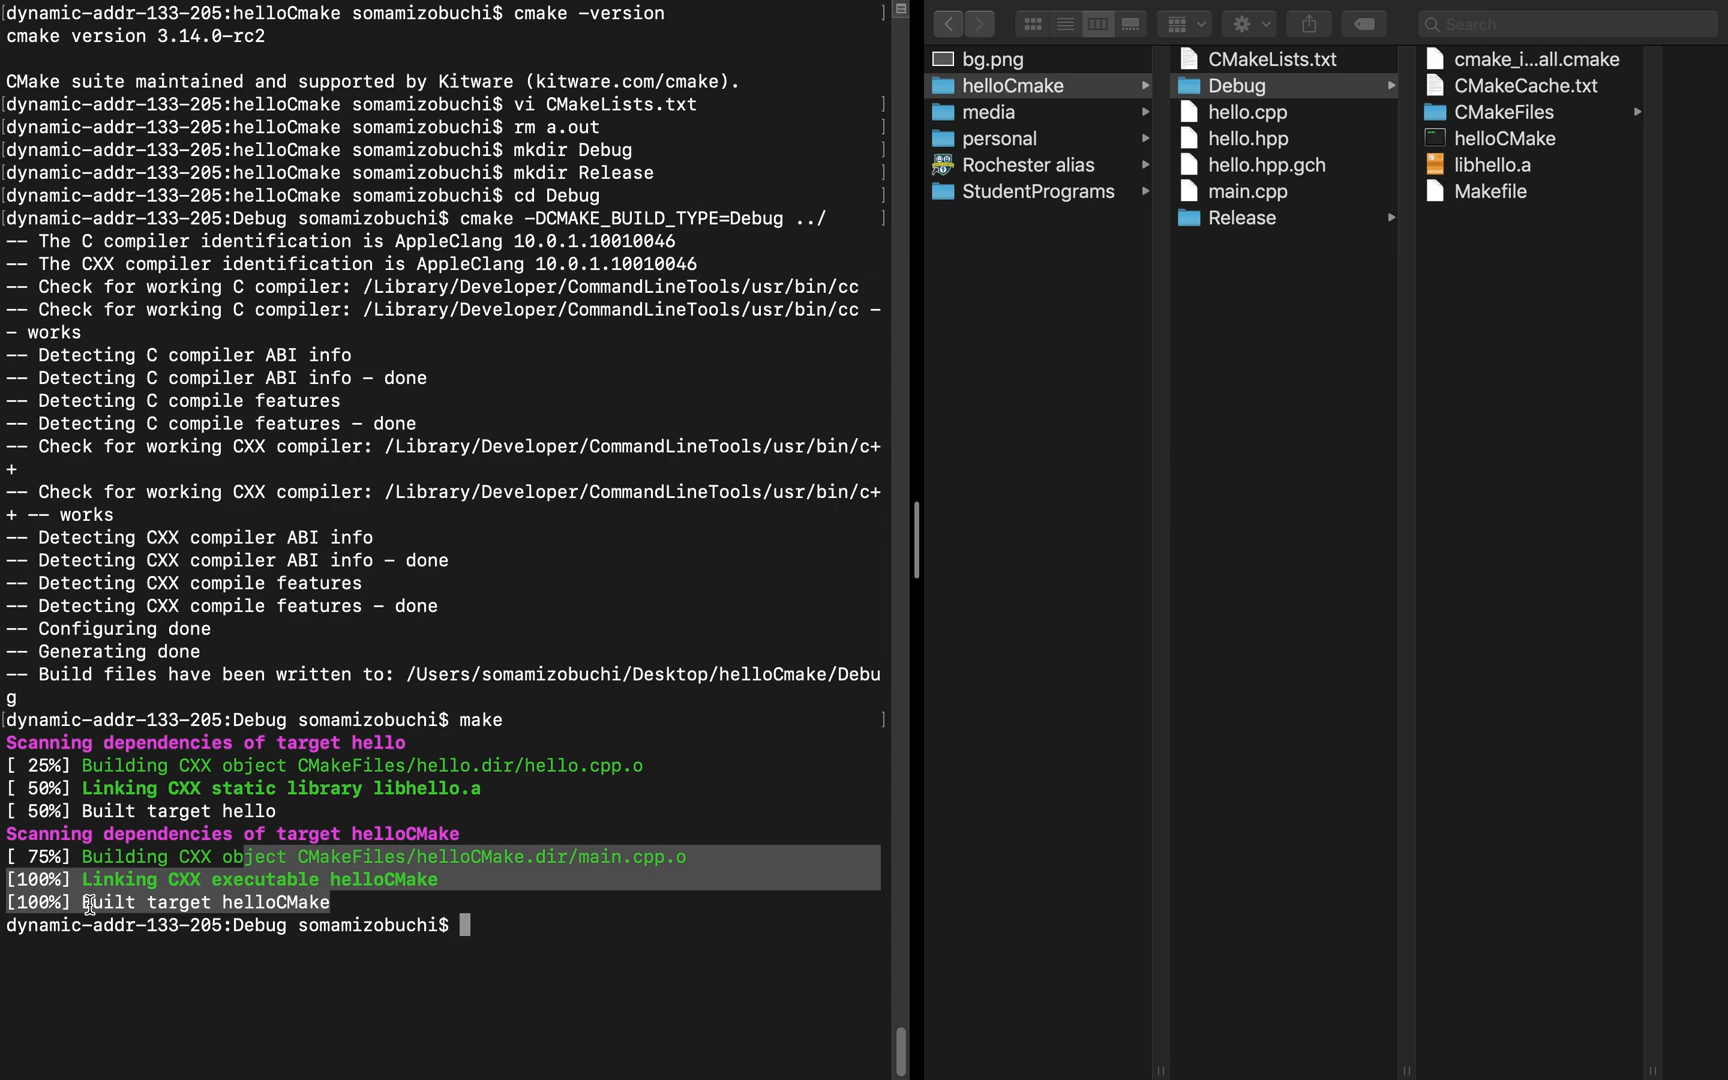 [dynamic-addr-133-205:helloCmake somamizobuchi$ cmake -version ]
cmake version 3.14.0-rc2
CMake suite maintained and supported by Kitware (kitware.com/cmake).
[dynamic-addr-133-205:helloCmake somamizobuchi$ vi CMakeLists.txt ]
[dynamic-addr-133-205:helloCmake somamizobuchi$ rm a.out ]
[dynamic-addr-133-205:helloCmake somamizobuchi$ mkdir Debug ]
[dynamic-addr-133-205:helloCmake somamizobuchi$ mkdir Release ]
[dynamic-addr-133-205:helloCmake somamizobuchi$ cd Debug ]
[dynamic-addr-133-205:Debug somamizobuchi$ cmake -DCMAKE_BUILD_TYPE=Debug ../ ]
-- The C compiler identification is AppleClang 10.0.1.10010046
-- The CXX compiler identification is AppleClang 10.0.1.10010046
-- Check for working C compiler: /Library/Developer/CommandLineTools/usr/bin/cc
-- Check for working C compiler: /Library/Developer/CommandLineTools/usr/bin/cc -
- works
-- Detecting C compiler ABI info
-- Detecting C compiler ABI info - done
-- Detecting C compile features
-- Detecting C compile features - done
-- Check for working CXX compiler: /Library/Developer/CommandLineTools/usr/bin/c+
+
-- Check for working CXX compiler: /Library/Developer/CommandLineTools/usr/bin/c+
+ -- works
-- Detecting CXX compiler ABI info
-- Detecting CXX compiler ABI info - done
-- Detecting CXX compile features
-- Detecting CXX compile features - done
-- Configuring done
-- Generating done
-- Build files have been written to: /Users/somamizobuchi/Desktop/helloCmake/Debu
g
[dynamic-addr-133-205:Debug somamizobuchi$ make ]
Scanning dependencies of target hello
[ 25%] Building CXX object CMakeFiles/hello.dir/hello.cpp.o
[ 50%] Linking CXX static library libhello.a
[ 50%] Built target hello
Scanning dependencies of target helloCMake
[ 75%] Building CXX object CMakeFiles/helloCMake.dir/main.cpp.o
[100%] Linking CXX executable helloCMake
[100%] Built target helloCMake
dynamic-addr-133-205:Debug somamizobuchi$
Search
bg.png
helloCmake
media
personal
Rochester alias
StudentPrograms
CMakeLists.txt
Debug
hello.cpp
hello.hpp
hello.hpp.gch
main.cpp
Release
cmake_i...all.cmake
CMakeCache.txt
CMakeFiles
helloCMake
libhello.a
Makefile